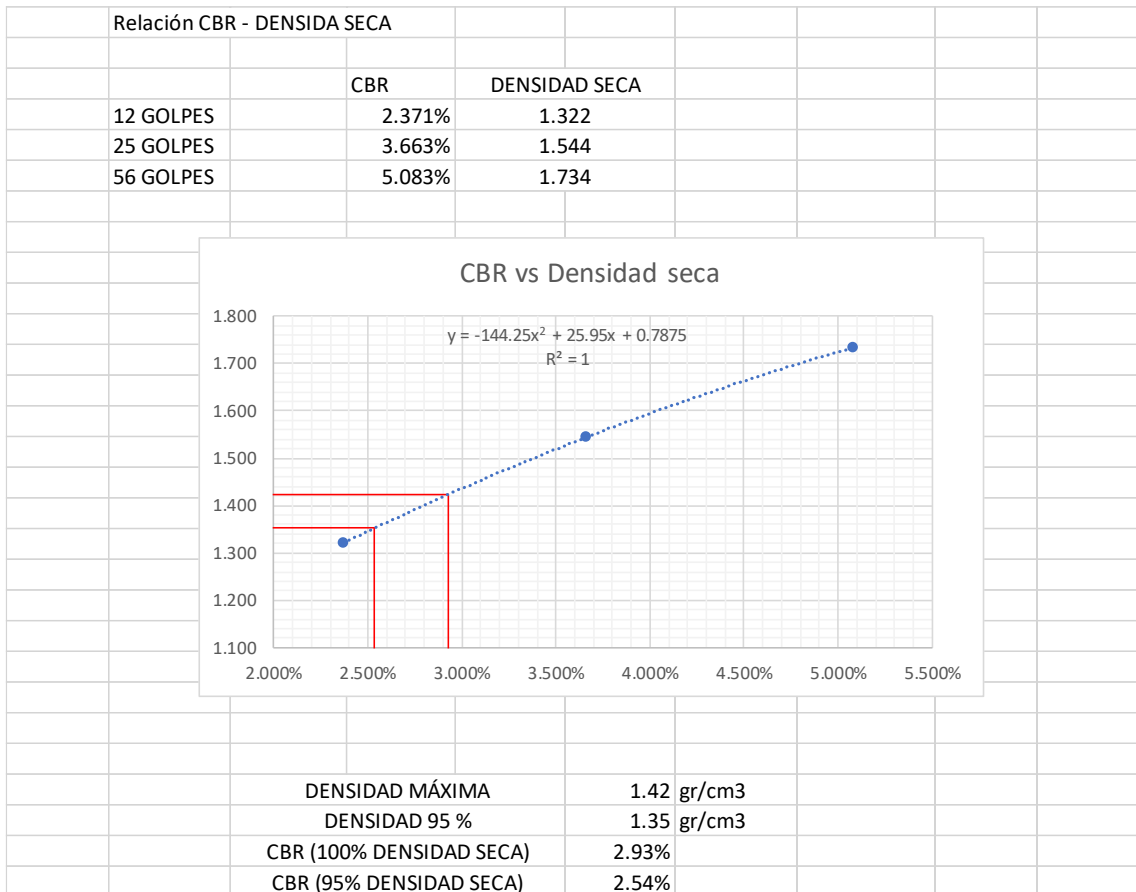 Relación CBR - DENSIDA SECA
CBR DENSIDAD SECA
12 GOLPES 2.371% 1.322
25 GOLPES 3.663% 1.544
56 GOLPES 5.083% 1.734
CBR vs Densidad seca
y = -144.25x² + 25.95x + 0.7875
R² = 1
1.800
1.700
1.600
1.500
1.400
1.300
1.200
1.100
2.000% 2.500% 3.000% 3.500% 4.000% 4.500% 5.000% 5.500%
DENSIDAD MÁXIMA 1.42 gr/cm3
DENSIDAD 95 % 1.35 gr/cm3
CBR (100% DENSIDAD SECA) 2.93%
CBR (95% DENSIDAD SECA) 2.54%